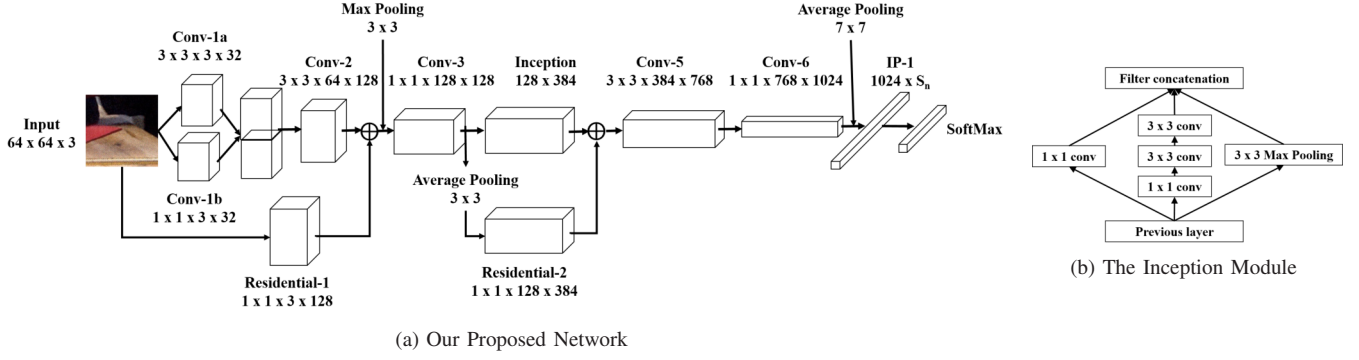 Input
64 x 64 x 3
Conv-1a
3 x 3 x 3 x 32
Conv-1b
1 x 1 x 3 x 32
Residential-1
1 x 1 x 3 x 128
Conv-2
3 x 3 x 64 x 128
Max Pooling
3 x 3
Conv-3
1 x 1 x 128 x 128
Average Pooling
3 x 3
Inception
128 x 384
Residential-2
1 x 1 x 128 x 384
Conv-5
3 x 3 x 384 x 768
Conv-6
1 x 1 x 768 x 1024
Average Pooling
7 x 7
IP-1
1024 x Sn
SoftMax
(a) Our Proposed Network
Filter concatenation
3 x 3 conv
3 x 3 conv
1 x 1 conv
1 x 1 conv
3 x 3 Max Pooling
Previous layer
(b) The Inception Module